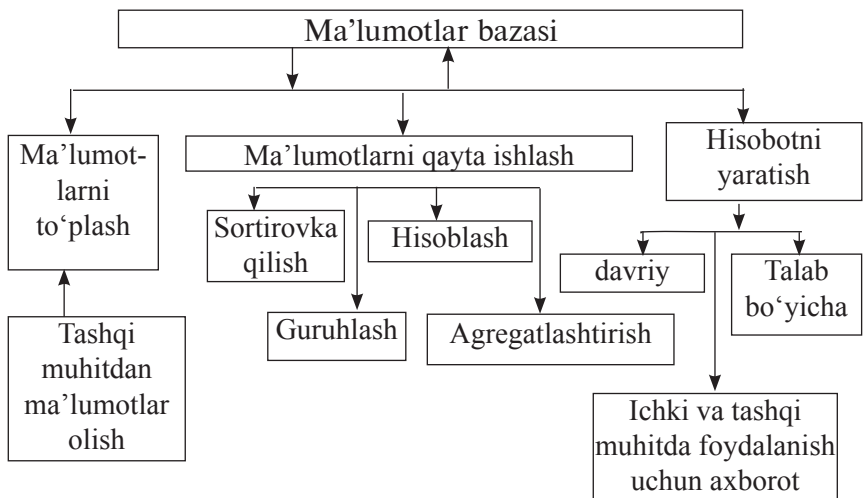 Ma’lumotlar bazasi
Ma’lumot-
larni
to‘plash
Ma’lumotlarni qayta ishlash
Hisobotni
yaratish
Sortirovka
qilish
Hisoblash
davriy
Talab
bo‘yicha
Guruhlash
Agregatlashtirish
Tashqi
muhitdan
ma’lumotlar
olish
Ichki va tashqi
muhitda foydalanish
uchun axborot